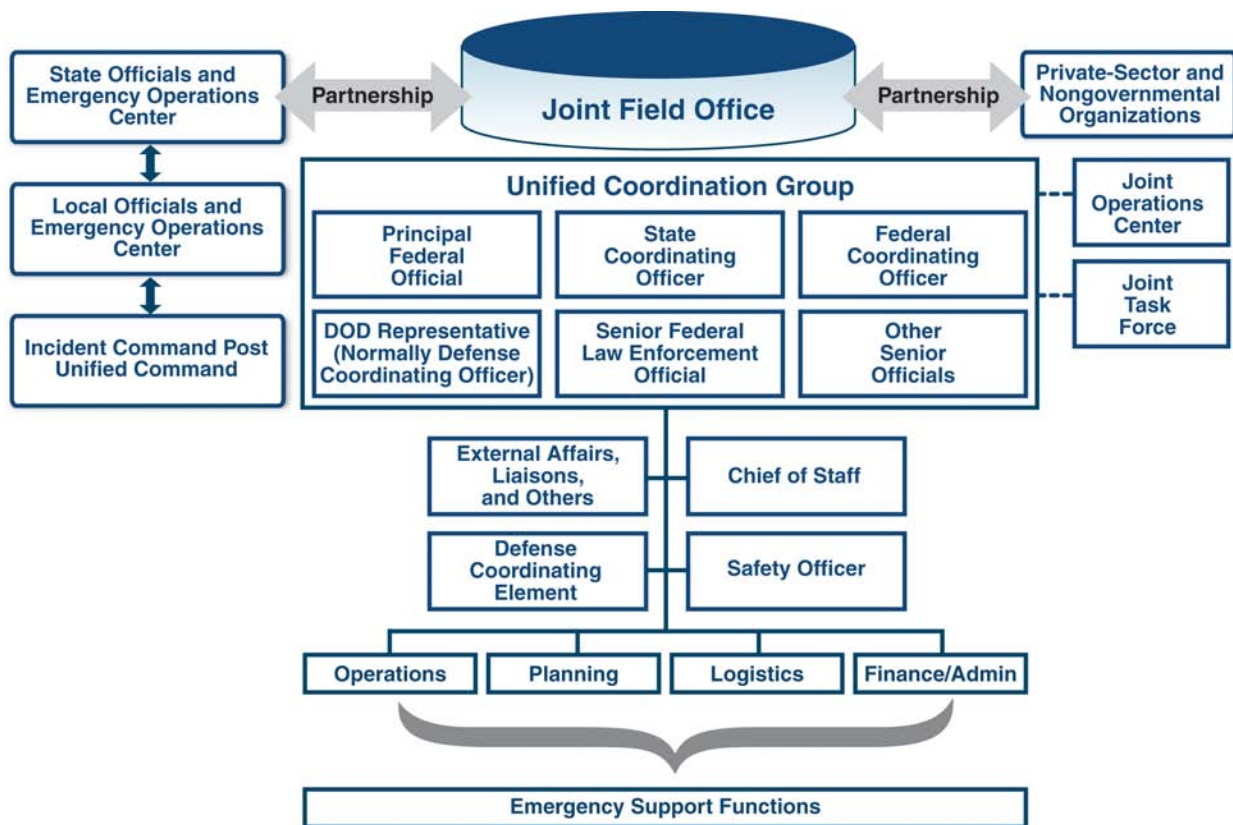 State Officials and
Emergency Operations
Center
Partnership
Joint Field Office
Partnership
Private-Sector and
Nongovernmental
Organizations
Local Officials and
Emergency Operations
Center
Incident Command Post
Unified Command
Unified Coordination Group
Principal
Federal
Official
State
Coordinating
Officer
Federal
Coordinating
Officer
DOD Representative
(Normally Defense
Coordinating Officer)
Senior Federal
Law Enforcement
Official
Other
Senior
Officials
Joint
Operations
Center
Joint
Task
Force
External Affairs,
Liaisons,
and Others
Chief of Staff
Defense
Coordinating
Element
Safety Officer
Operations
Planning
Logistics
Finance/Admin
Emergency Support Functions